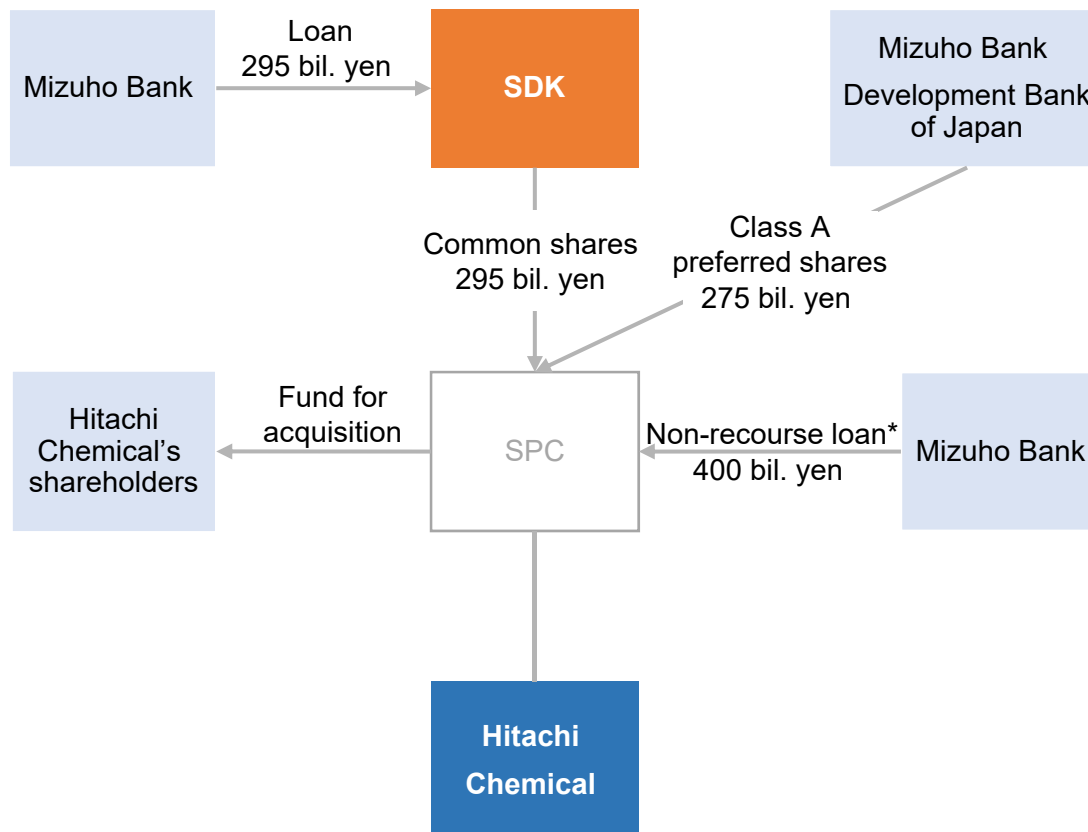 Mizuho Bank
Loan
295 bil. yen
SDK
Mizuho Bank
Development Bank
of Japan
Common shares
295 bil. yen
Class A
preferred shares
275 bil. yen
Hitachi
Chemical’s
shareholders
Fund for
acquisition
SPC
Non-recourse loan*
400 bil. yen
Mizuho Bank
Hitachi
Chemical